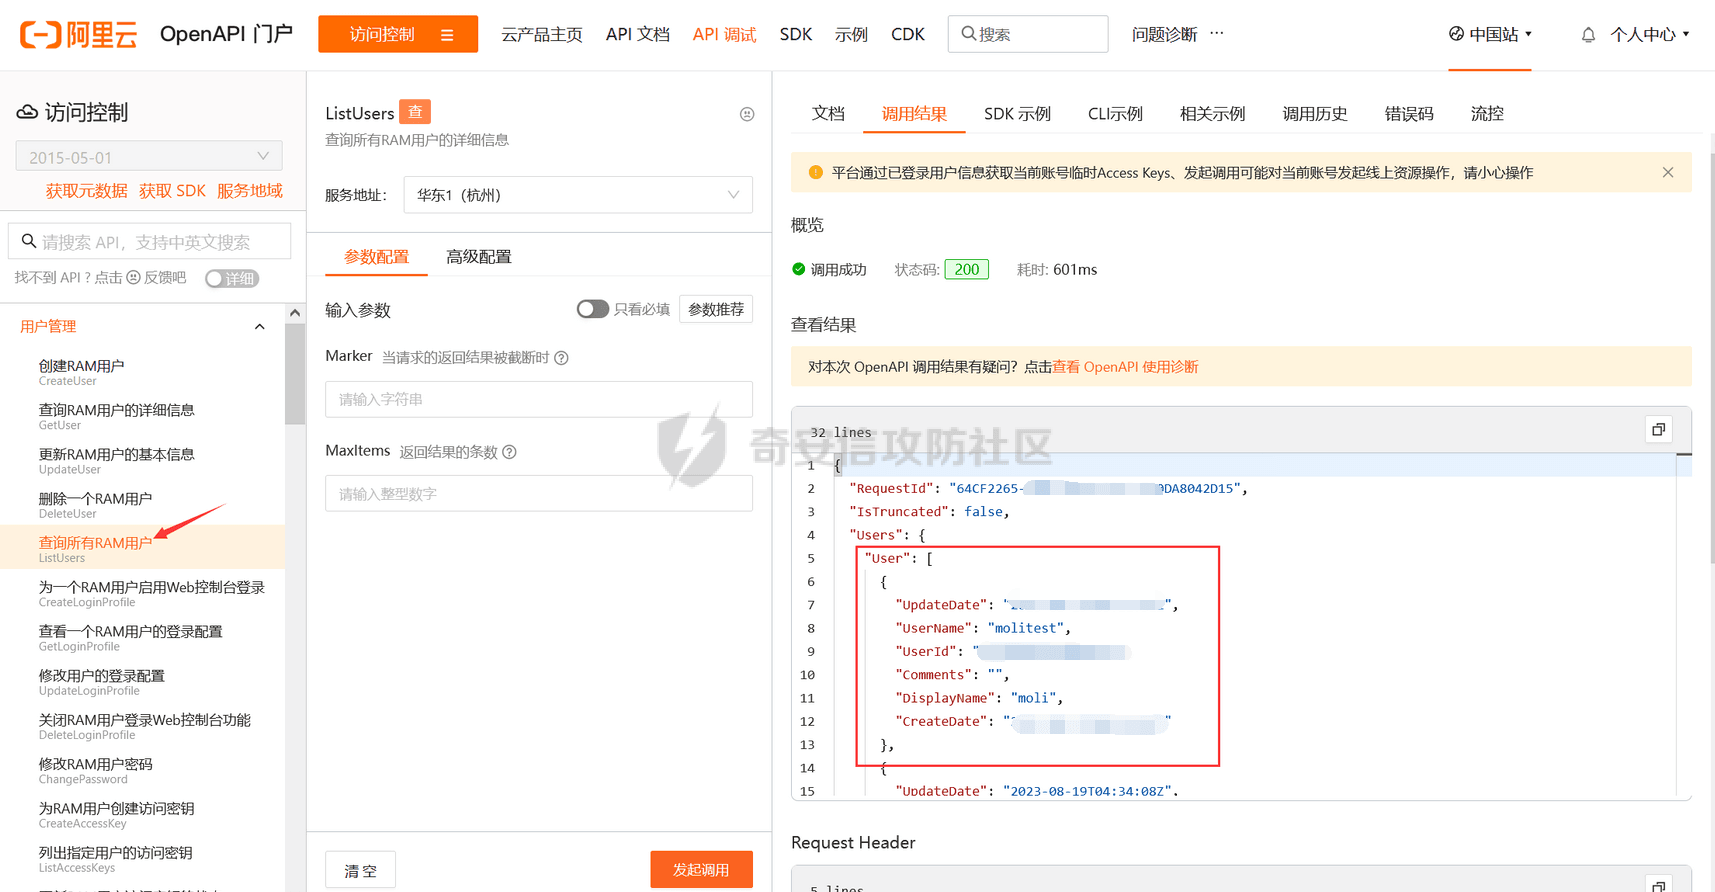 阿里云 OpenAPI 门户 访问控制 云产品主页 API 文档 API 调试 SDK 示例 CDK 搜索 问题诊断 ··· 中国站 个人中心
访问控制
2015-05-01
获取元数据 获取 SDK 服务地域
请搜索 API，支持中英文搜索
找不到 API？点击 反馈吧 详细
用户管理
创建RAM用户
CreateUser
查询RAM用户的详细信息
GetUser
更新RAM用户的基本信息
UpdateUser
删除一个RAM用户
DeleteUser
查询所有RAM用户
ListUsers
为一个RAM用户启用Web控制台登录
CreateLoginProfile
查看一个RAM用户的登录配置
GetLoginProfile
修改用户的登录配置
UpdateLoginProfile
关闭RAM用户登录Web控制台功能
DeleteLoginProfile
修改RAM用户密码
ChangePassword
为RAM用户创建访问密钥
CreateAccessKey
列出指定用户的访问密钥
ListAccessKeys
ListUsers 查
查询所有RAM用户的详细信息
服务地址： 华东1（杭州）
参数配置 高级配置
输入参数 只看必填 参数推荐
Marker 当请求的返回结果被截断时
请输入字符串
MaxItems 返回结果的条数
请输入整型数字
清 空 发起调用
文档 调用结果 SDK 示例 CLI示例 相关示例 调用历史 错误码 流控
平台通过已登录用户信息获取当前账号临时Access Keys、发起调用可能对当前账号发起线上资源操作，请小心操作
概览
调用成功 状态码: 200 耗时: 601ms
查看结果
对本次 OpenAPI 调用结果有疑问？点击查看 OpenAPI 使用诊断
32 lines
奇安信攻防社区
1 {
2 "RequestId": "64CF2265- DA8042D15",
3 "IsTruncated": false,
4 "Users": {
5 "User": [
6 {
7 "UpdateDate": " ",
8 "UserName": "molitest",
9 "UserId": "
10 "Comments": "",
11 "DisplayName": "moli",
12 "CreateDate": " "
13 },
14 {
15 "UpdateDate": "2023-08-19T04:34:08Z",
Request Header
5 lines